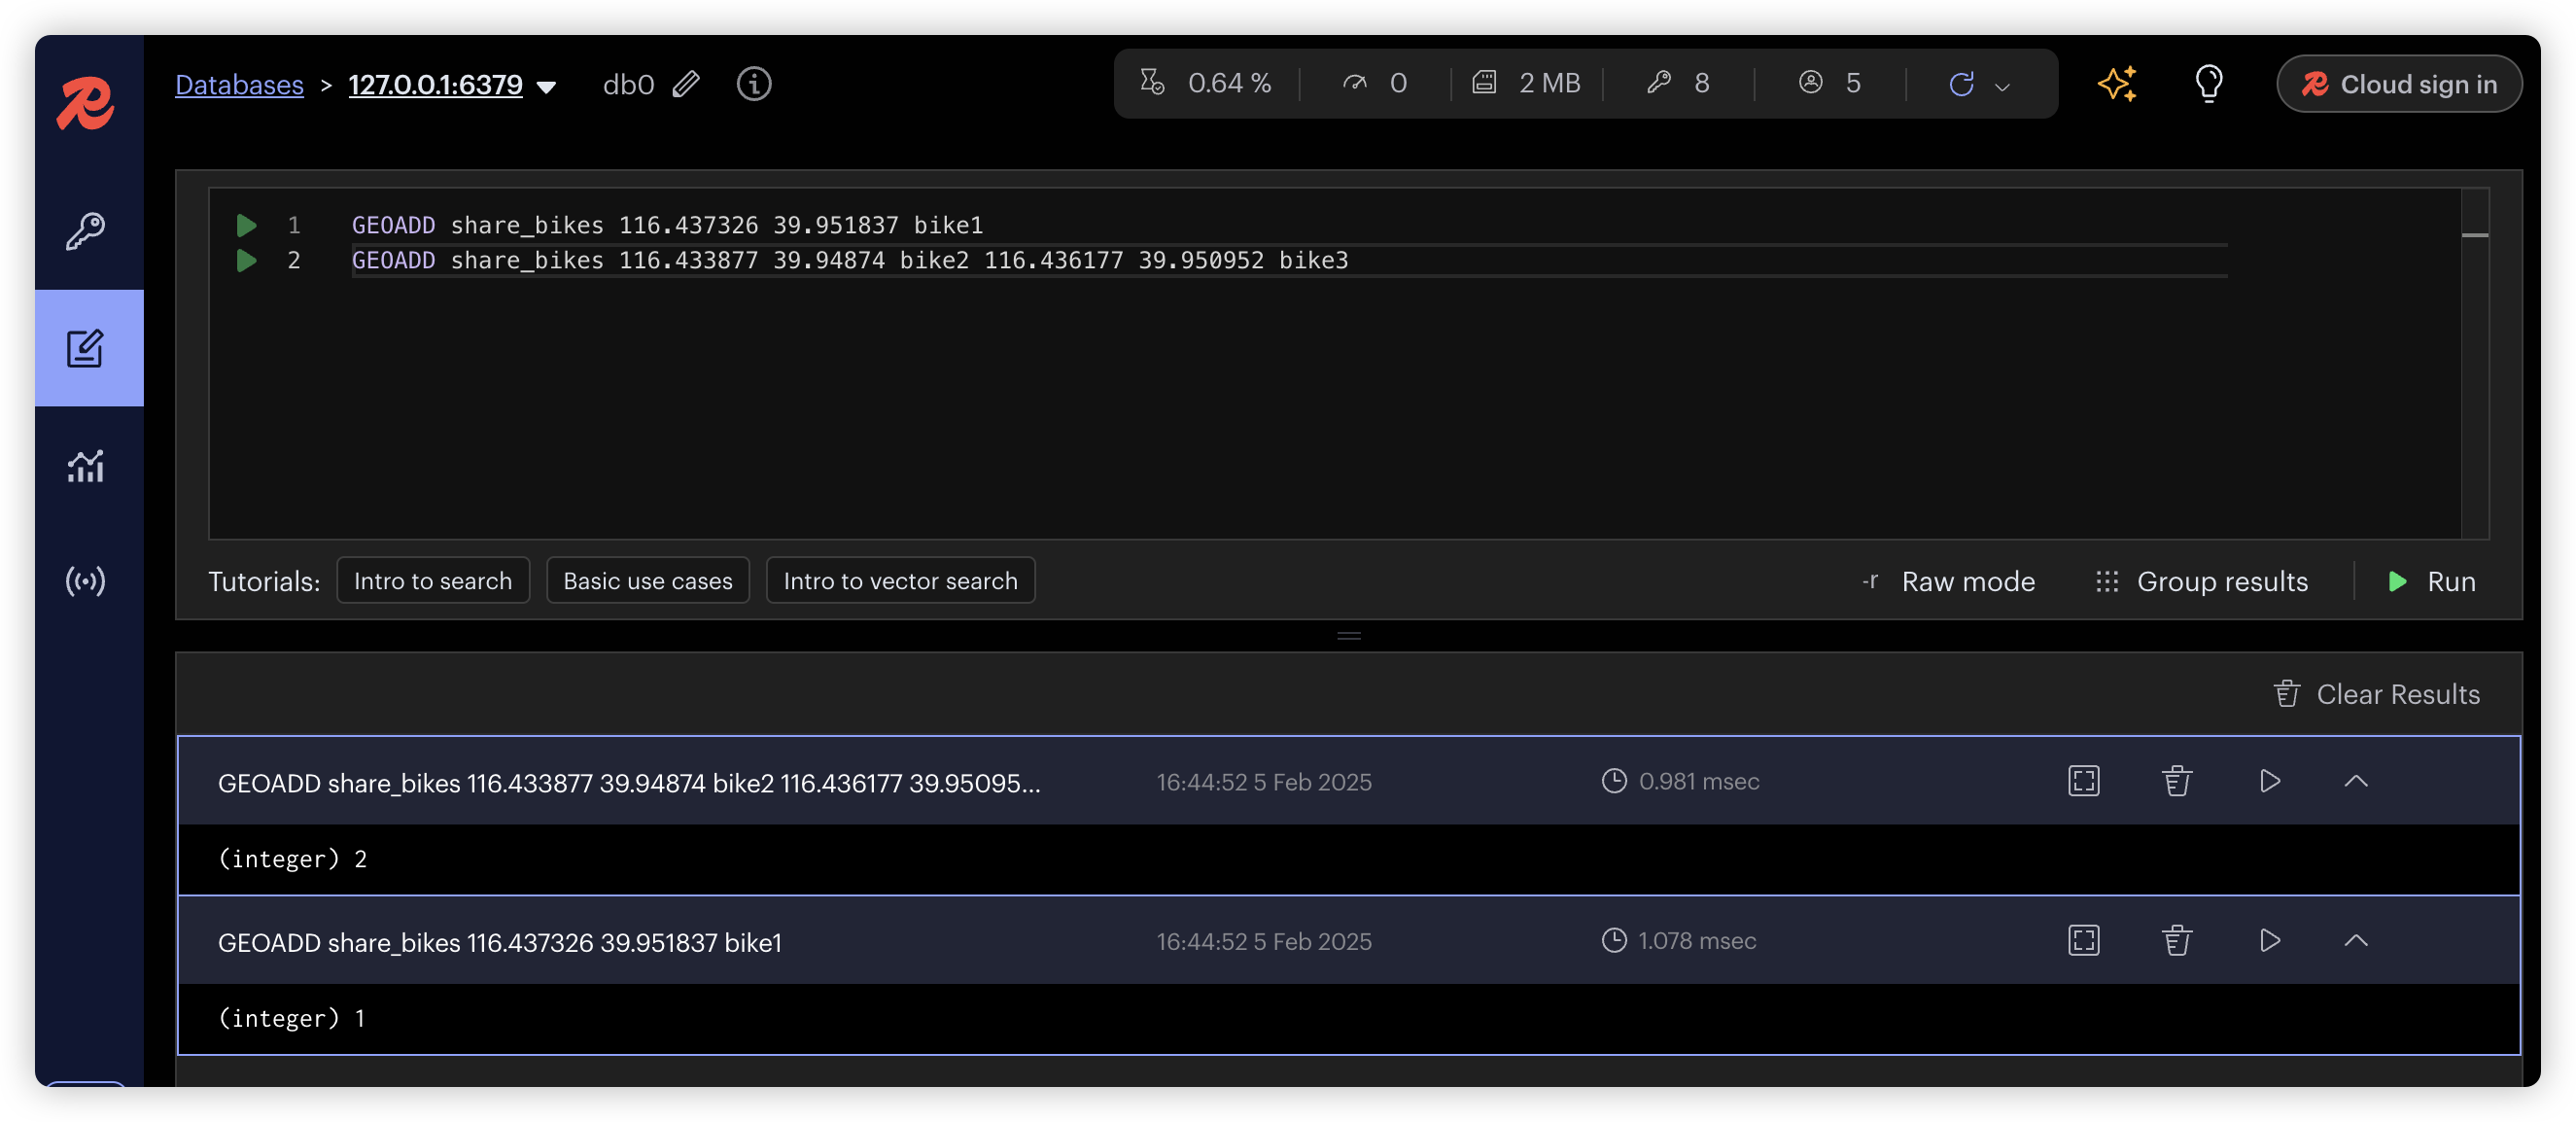 Databases > 127.0.0.1:6379 db0 0.64 % 0 2 MB 8 5 Cloud sign in
1 GEOADD share_bikes 116.437326 39.951837 bike1
2 GEOADD share_bikes 116.433877 39.94874 bike2 116.436177 39.950952 bike3
Tutorials: Intro to search Basic use cases Intro to vector search -r Raw mode Group results Run
Clear Results
GEOADD share_bikes 116.433877 39.94874 bike2 116.436177 39.95095... 16:44:52 5 Feb 2025 0.981 msec
(integer) 2
GEOADD share_bikes 116.437326 39.951837 bike1 16:44:52 5 Feb 2025 1.078 msec
(integer) 1